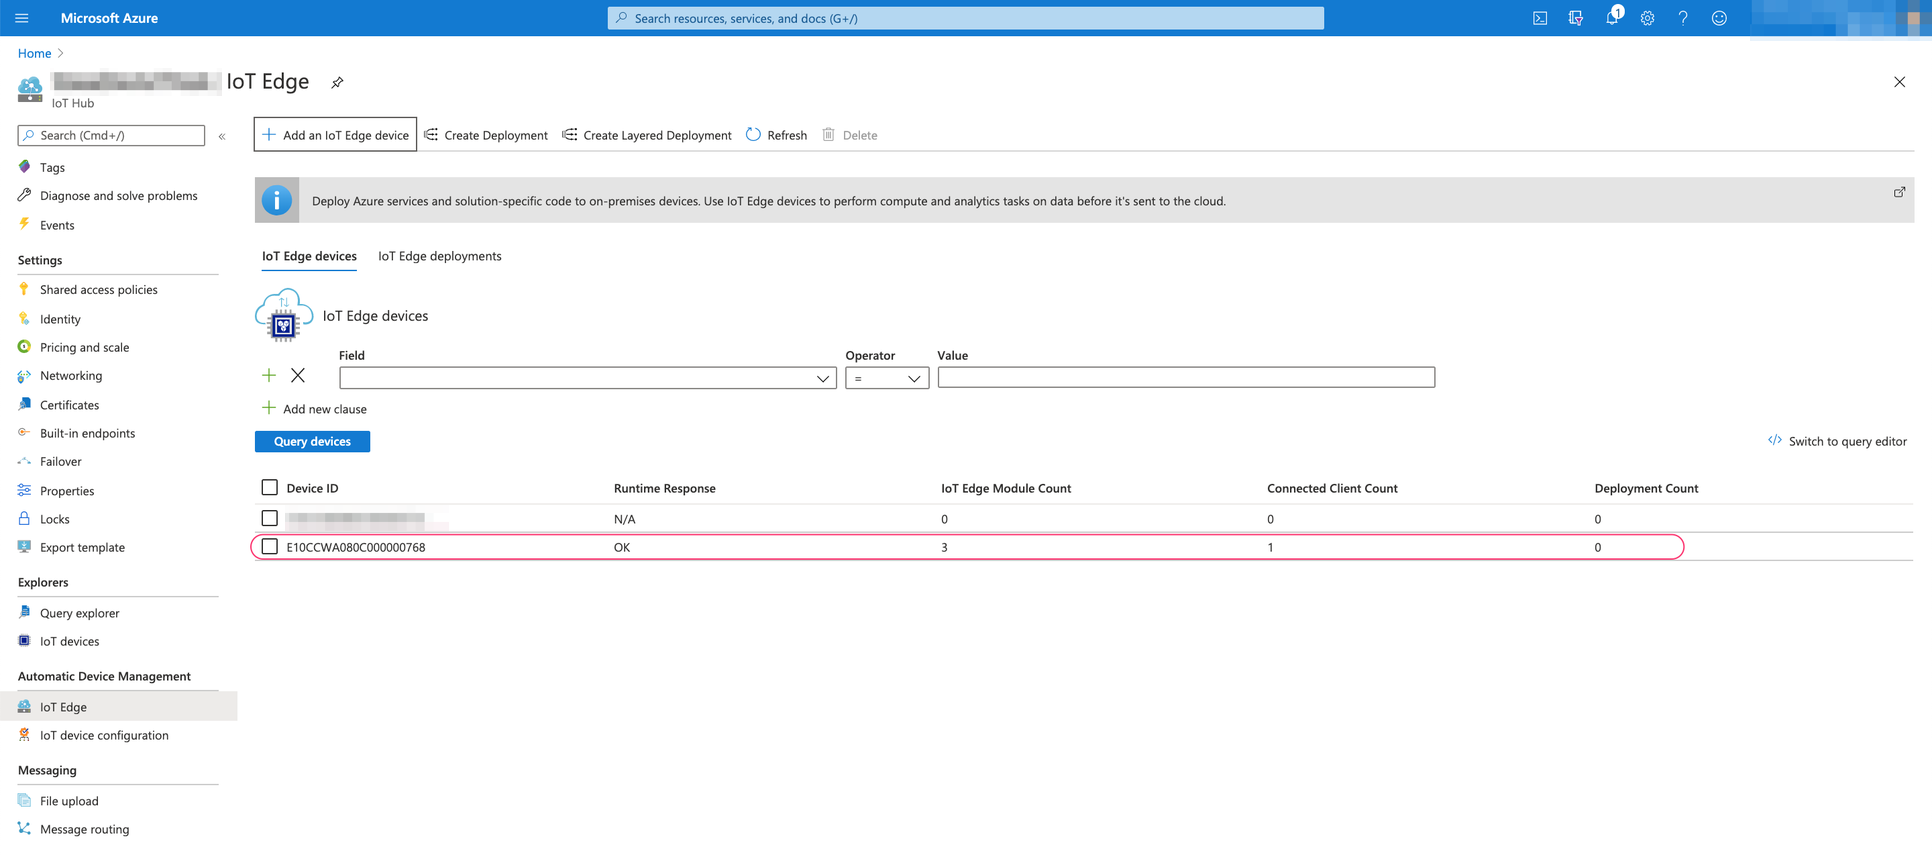 Microsoft Azure
Search resources, services, and docs (G+/)
1
Home
IoT Edge
IoT Hub
Search (Cmd+/)
«
Add an IoT Edge device
Create Deployment
Create Layered Deployment
Refresh
Delete
Tags
Diagnose and solve problems
Events
Settings
Shared access policies
Identity
Pricing and scale
Networking
Certificates
Built-in endpoints
Failover
Properties
Locks
Export template
Explorers
Query explorer
IoT devices
Automatic Device Management
IoT Edge
IoT device configuration
Messaging
File upload
Message routing
Deploy Azure services and solution-specific code to on-premises devices. Use IoT Edge devices to perform compute and analytics tasks on data before it's sent to the cloud.
IoT Edge devices IoT Edge deployments
IoT Edge devices
Field Operator Value
=
Add new clause
Query devices
Switch to query editor
Device ID Runtime Response IoT Edge Module Count Connected Client Count Deployment Count
N/A 0 0 0
E10CCWA080C000000768 OK 3 1 0